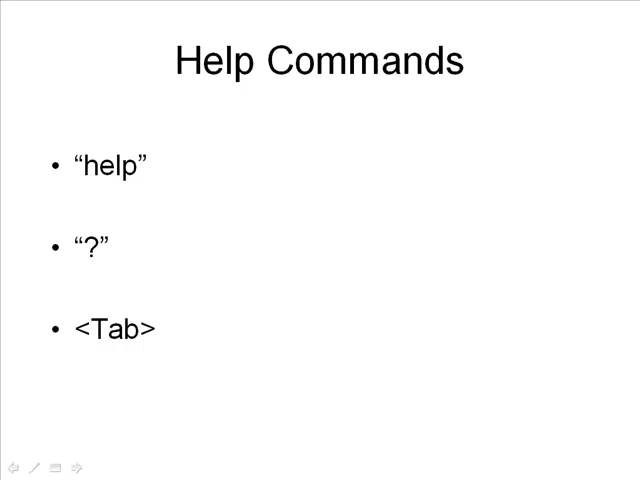 Help Commands
• “help”
• “?”
• <Tab>